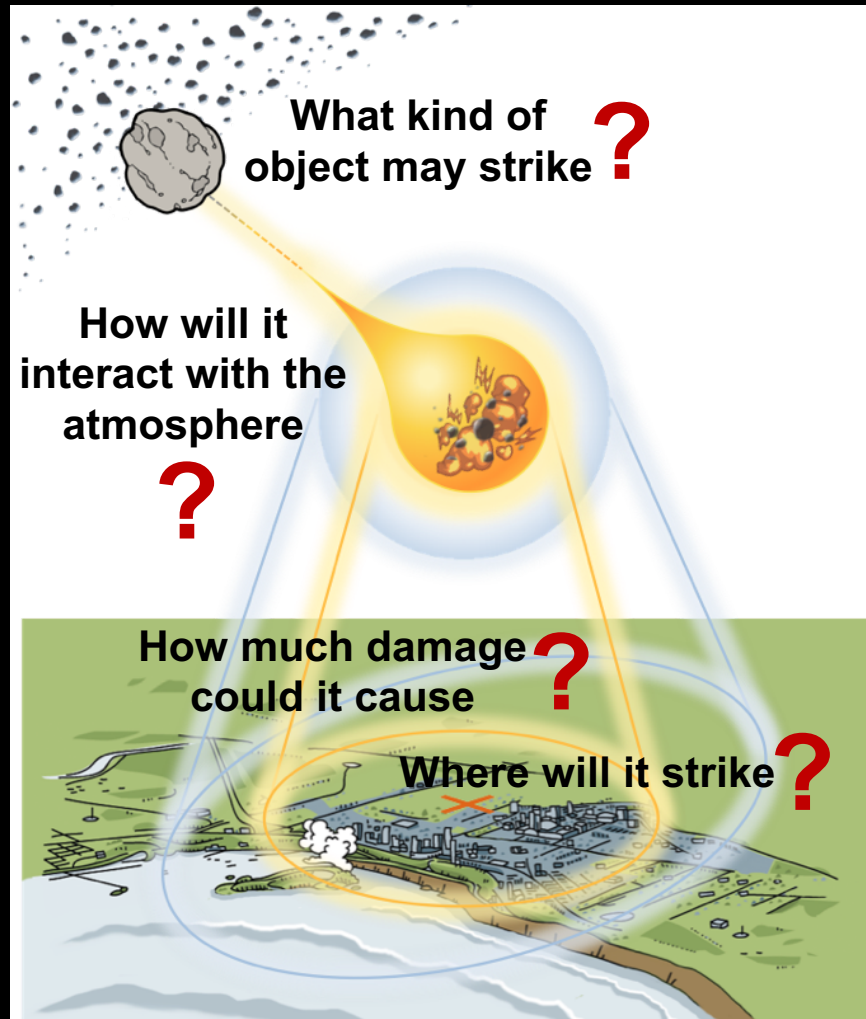 What kind of
object may strike ?
How will it
interact with the
atmosphere
?
How much damage ?
could it cause
Where will it strike ?